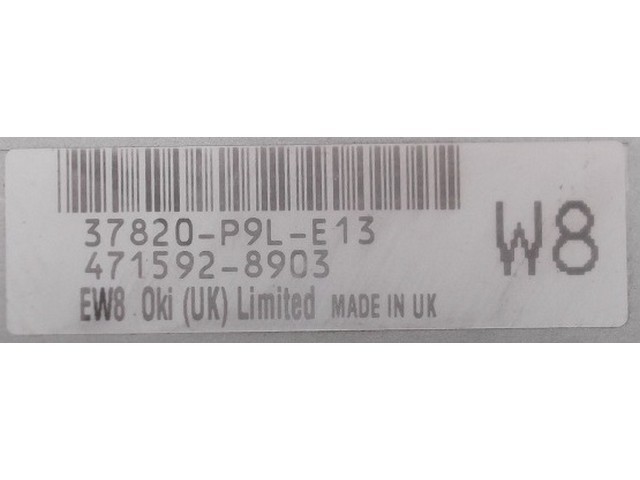 37820-P9L-E13
471592-8903
EW8 Oki (UK) Limited MADE IN UK
W8